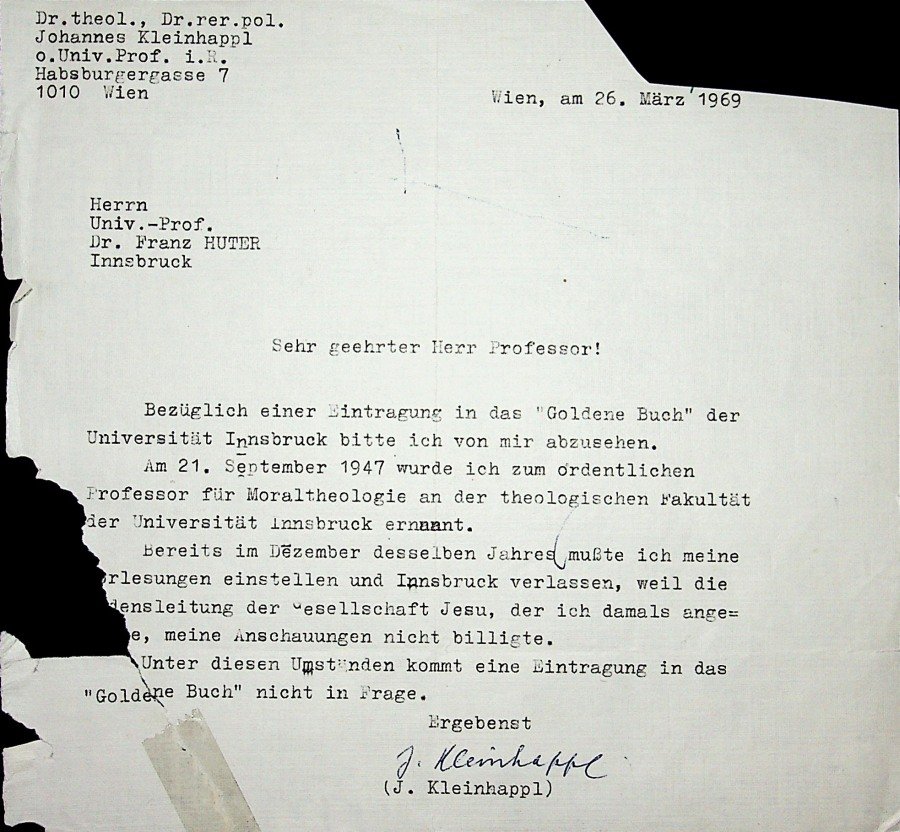 Dr.theol., Dr.rer.pol.
Johannes Kleinhappl
o.Univ.Prof. i.R.
Habsburgergasse 7
1010 Wien
Wien, am 26. März 1969
Herrn
Univ.-Prof.
Dr. Franz HUTER
Innsbruck
Sehr geehrter Herr Professor!
Bezüglich einer Eintragung in das "Goldene Buch" der
Universität Innsbruck bitte ich von mir abzusehen.
Am 21. September 1947 wurde ich zum ordentlichen
Professor für Moraltheologie an der theologischen Fakultät
der Universität Innsbruck ernannt.
Bereits im Dezember desselben Jahres mußte ich meine
orlesungen einstellen und Innsbruck verlassen, weil die
densleitung der Gesellschaft Jesu, der ich damals ange=
e, meine Anschauungen nicht billigte.
Unter diesen Umständen kommt eine Eintragung in das
"Goldene Buch" nicht in Frage.
Ergebenst
J. Kleinhappl
(J. Kleinhappl)